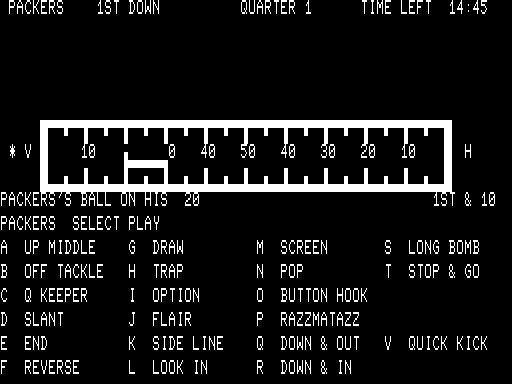 PACKERS 1ST DOWN QUARTER 1 TIME LEFT 14:45
* V 10 0 40 50 40 30 20 10 H
PACKERS'S BALL ON HIS 20 1ST & 10
PACKERS SELECT PLAY
A UP MIDDLE G DRAW M SCREEN S LONG BOMB
B OFF TACKLE H TRAP N POP T STOP & GO
C Q KEEPER I OPTION O BUTTON HOOK
D SLANT J FLAIR P RAZZMATAZZ
E END K SIDE LINE Q DOWN & OUT V QUICK KICK
F REVERSE L LOOK IN R DOWN & IN